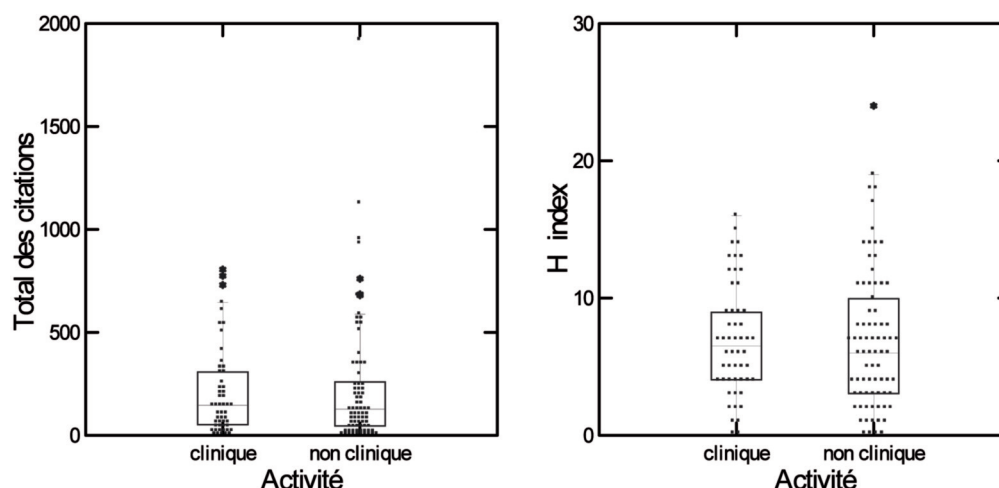 Total des citations
2000
1500
1000
500
0
clinique non clinique
Activité
H index
30
20
10
0
clinique non clinique
Activité